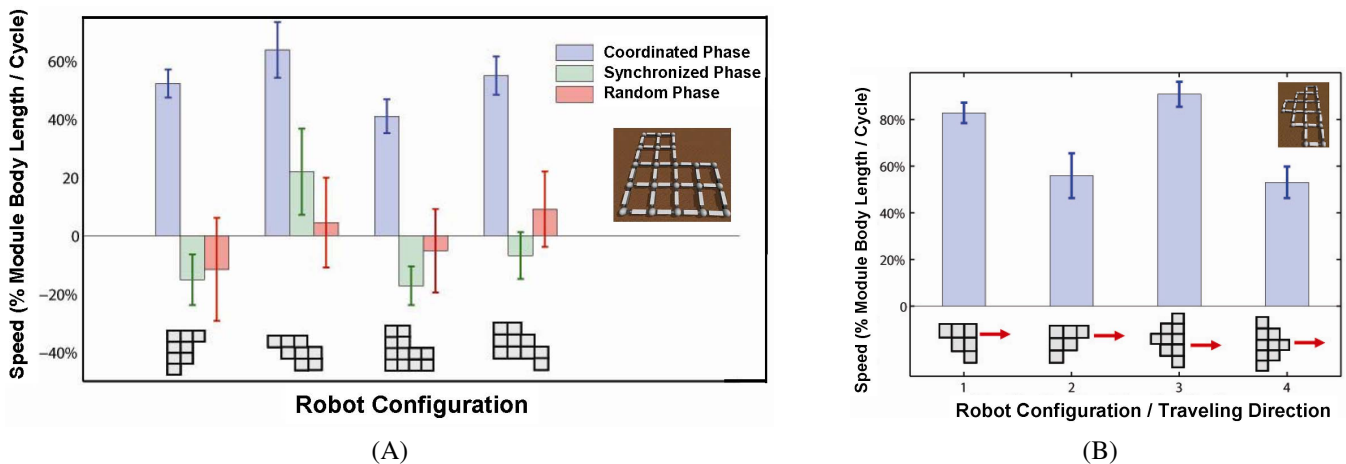 Speed (% Module Body Length / Cycle)
60%
40%
20
0
−20%
−40%
Coordinated Phase
Synchronized Phase
Random Phase
Robot Configuration
(A)
Speed (% Module Body Length / Cycle)
80%
60%
40%
20%
0
1 2 3 4
Robot Configuration / Traveling Direction
(B)